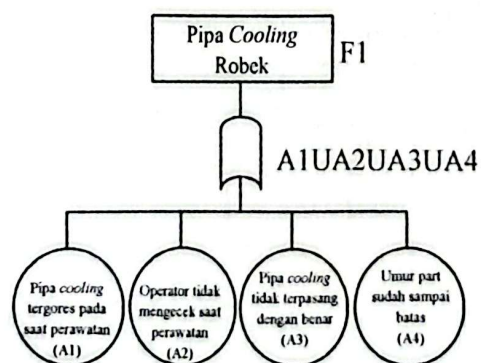 Pipa Cooling
Robek
F1
A1UA2UA3UA4
Pipa cooling
tergores pada
saat perawatan
(A1)
Operator tidak
mengecek saat
perawatan
(A2)
Pipa cooling
tidak terpasang
dengan benar
(A3)
Umur part
sudah sampai
batas
(A4)